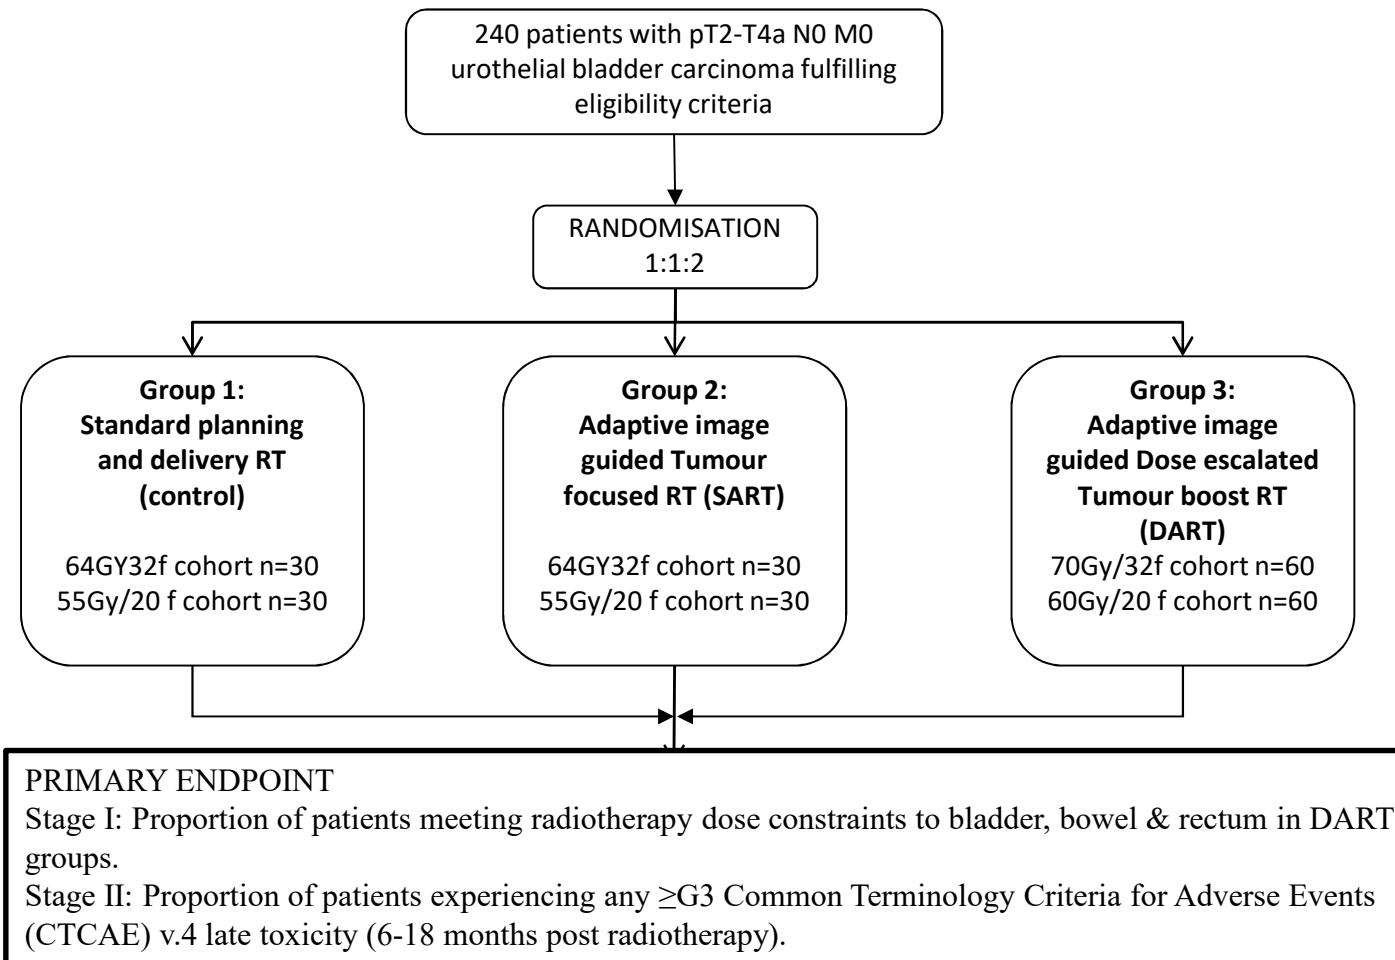 240 patients with pT2-T4a N0 M0
urothelial bladder carcinoma fulfilling
eligibility criteria
RANDOMISATION
1:1:2
Group 1:
Standard planning
and delivery RT
(control)
64GY32f cohort n=30
55Gy/20 f cohort n=30
Group 2:
Adaptive image
guided Tumour
focused RT (SART)
64GY32f cohort n=30
55Gy/20 f cohort n=30
Group 3:
Adaptive image
guided Dose escalated
Tumour boost RT
(DART)
70Gy/32f cohort n=60
60Gy/20 f cohort n=60
PRIMARY ENDPOINT
Stage I: Proportion of patients meeting radiotherapy dose constraints to bladder, bowel & rectum in DART
groups.
Stage II: Proportion of patients experiencing any ≥G3 Common Terminology Criteria for Adverse Events
(CTCAE) v.4 late toxicity (6-18 months post radiotherapy).